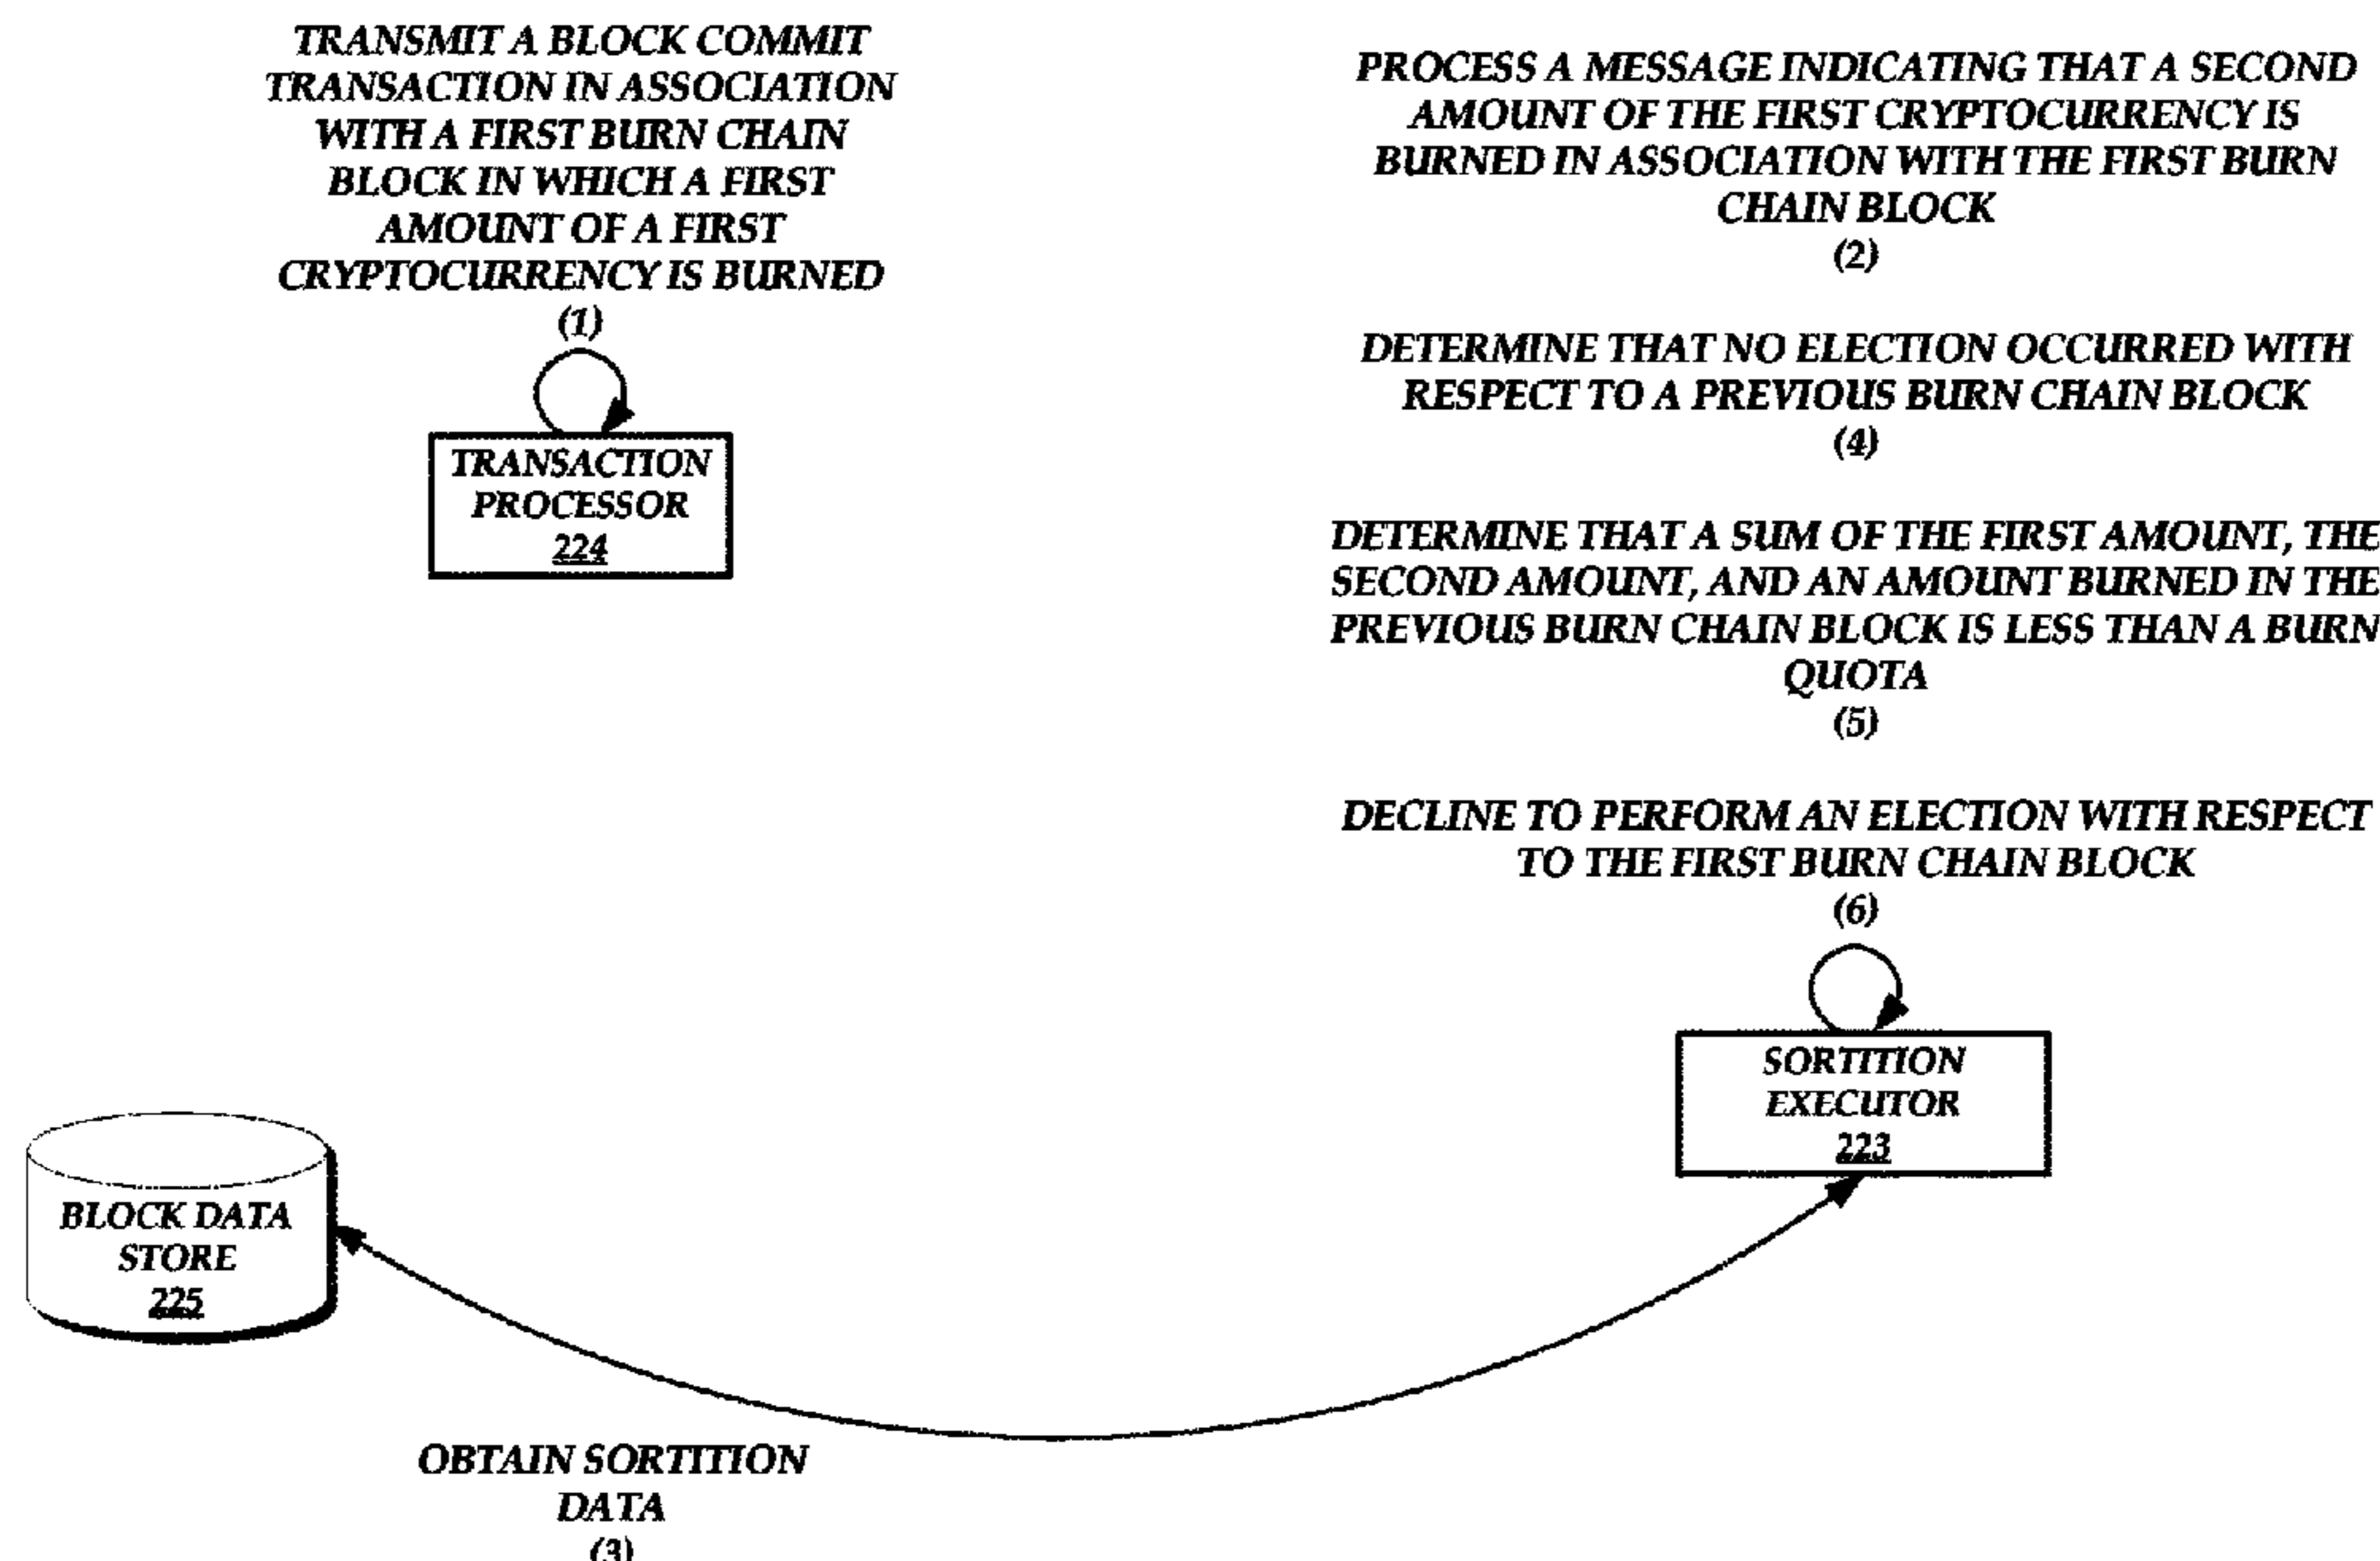 TRANSMIT A BLOCK COMMIT
TRANSACTION IN ASSOCIATION
WITH A FIRST BURN CHAIN
BLOCK IN WHICH A FIRST
AMOUNT OF A FIRST
CRYPTOCURRENCY IS BURNED
(1)
TRANSACTION
PROCESSOR
224
PROCESS A MESSAGE INDICATING THAT A SECOND
AMOUNT OF THE FIRST CRYPTOCURRENCY IS
BURNED IN ASSOCIATION WITH THE FIRST BURN
CHAIN BLOCK
(2)
DETERMINE THAT NO ELECTION OCCURRED WITH
RESPECT TO A PREVIOUS BURN CHAIN BLOCK
(4)
DETERMINE THAT A SUM OF THE FIRST AMOUNT, THE
SECOND AMOUNT, AND AN AMOUNT BURNED IN THE
PREVIOUS BURN CHAIN BLOCK IS LESS THAN A BURN
QUOTA
(5)
DECLINE TO PERFORM AN ELECTION WITH RESPECT
TO THE FIRST BURN CHAIN BLOCK
(6)
SORTITION
EXECUTOR
223
BLOCK DATA
STORE
225
OBTAIN SORTITION
DATA
(3)